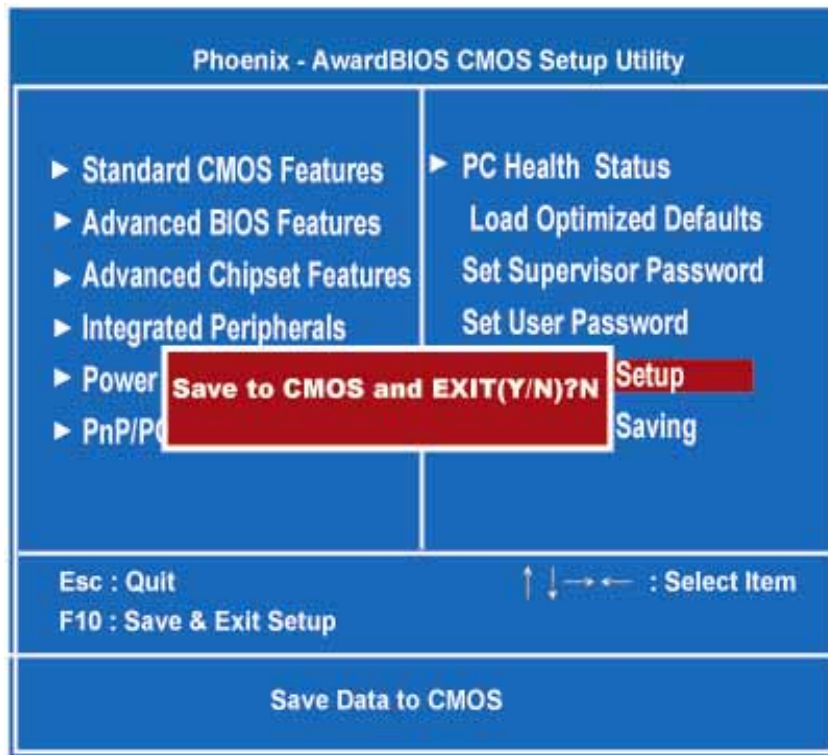 Phoenix - AwardBIOS CMOS Setup Utility
► Standard CMOS Features
► Advanced BIOS Features
► Advanced Chipset Features
► Integrated Peripherals
► Power
► PnP/P
► PC Health Status
Load Optimized Defaults
Set Supervisor Password
Set User Password
Setup
Saving
Save to CMOS and EXIT(Y/N)?N
Esc : Quit
↑ ↓ → ← : Select Item
F10 : Save & Exit Setup
Save Data to CMOS